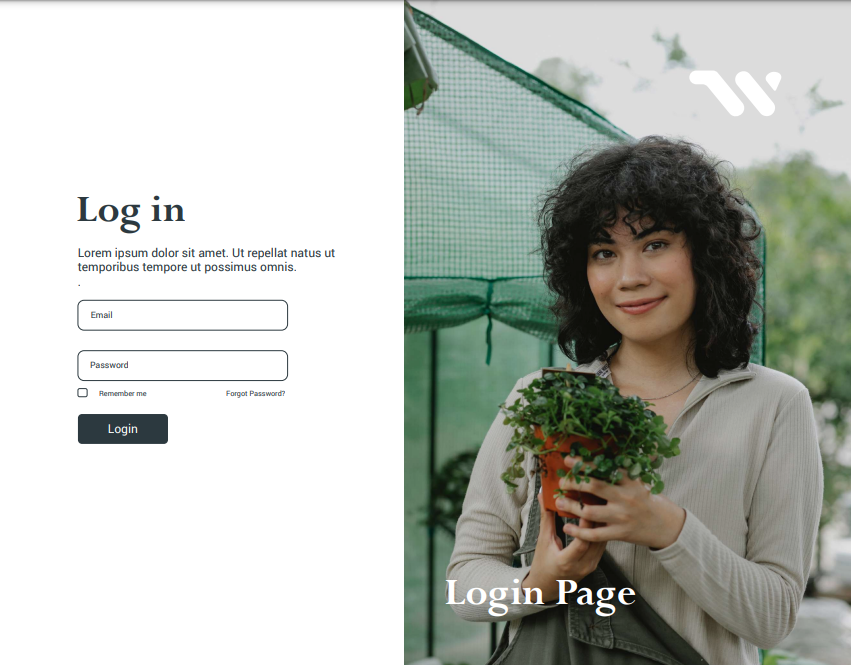 Log in
Lorem ipsum dolor sit amet. Ut repellat natus ut
temporibus tempore ut possimus omnis.
.
Email
Password
Remember me
Forgot Password?
Login
Login Page